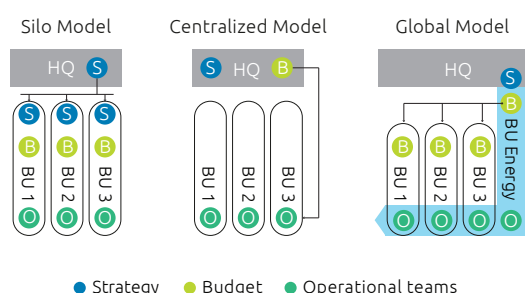 Silo Model Centralized Model Global Model
HQ S S HQ B HQ S
S S S B
B B B B B B
BU 1 BU 2 BU 3 BU 1 BU 2 BU 3 BU 1 BU 2 BU 3 BU Energy
O O O O O O O O O O
Strategy Budget Operational teams